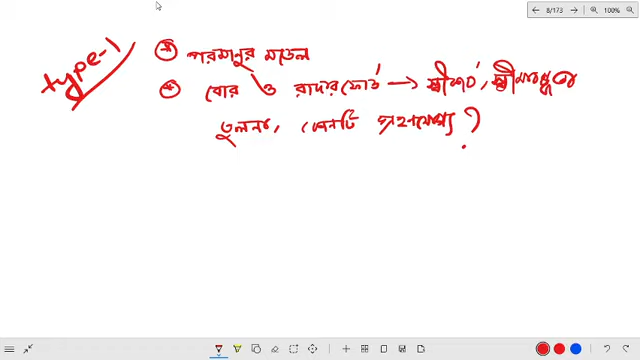 8/173
100%
type-1
* পরমানুর মডেল
* বোর ও রাদারফোর্ড → স্বীকার্য, সীমাবদ্ধতা
তুলনা, কোনটি গ্রহণযোগ্য ?